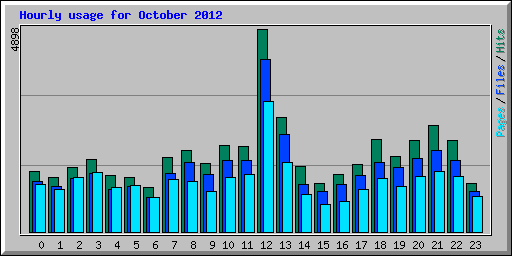 Hourly usage for October 2012
4898
Pages / Files / Hits
0 1 2 3 4 5 6 7 8 9 10 11 12 13 14 15 16 17 18 19 20 21 22 23